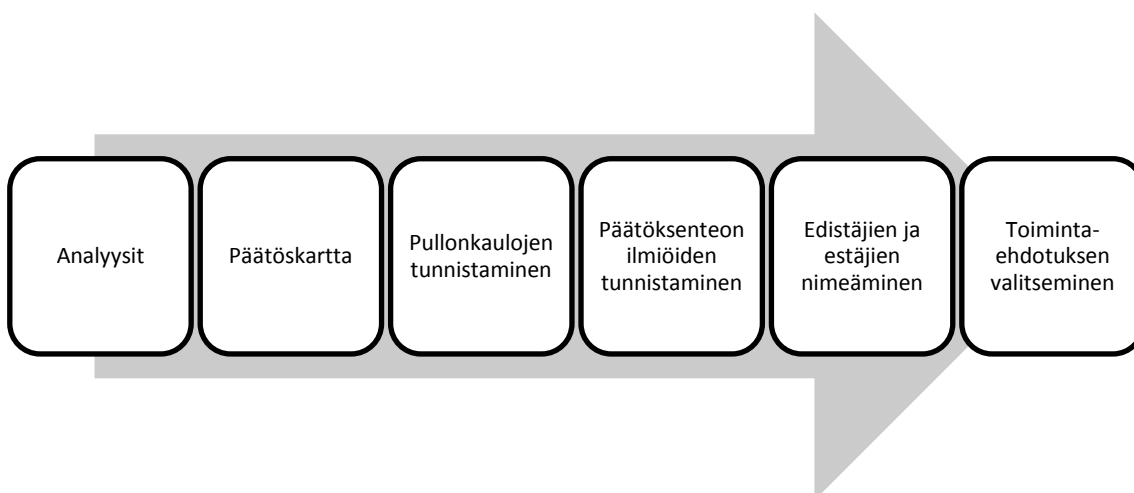 Analyysit
Päätöskartta
Pullonkaulojen
tunnistaminen
Päätöksenteon
ilmiöiden
tunnistaminen
Edistäjien ja
estäjien
nimeäminen
Toiminta-
ehdotuksen
valitseminen